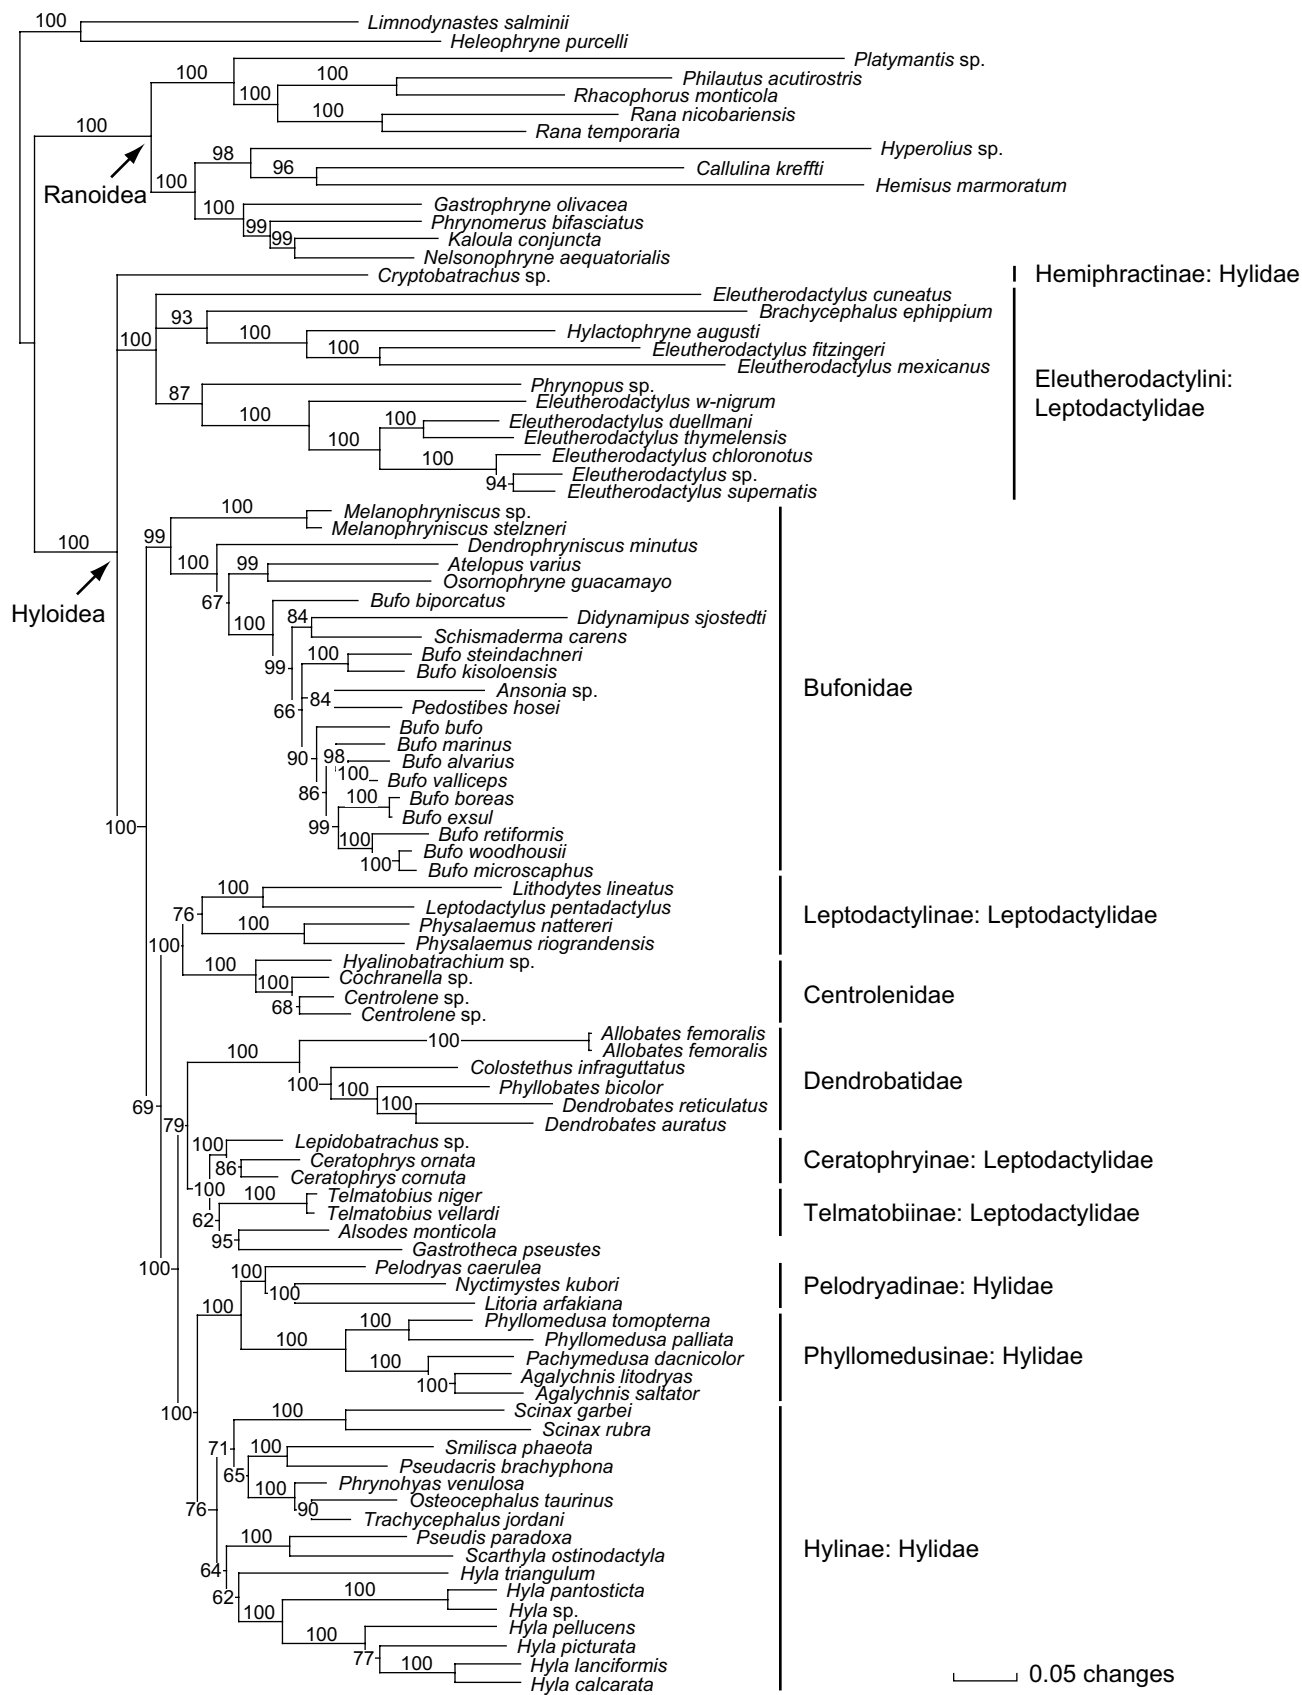 100
Limnodynastes salminii
Heleophryne purcelli
Platymantis sp.
100
100
Philautus acutirostris
100
Rhacophorus monticola
100
Rana nicobariensis
100
Rana temporaria
98
Hyperolius sp.
96
Callulina kreffti
Hemisus marmoratum
Ranoidea
100
100
Gastrophryne olivacea
99
Phrynomerus bifasciatus
99
Kaloula conjuncta
Nelsonophryne aequatorialis
Cryptobatrachus sp.
Hemiphractinae: Hylidae
Eleutherodactylus cuneatus
93
Brachycephalus ephippium
100
100
Hylactophryne augusti
100
Eleutherodactylus fitzingeri
Eleutherodactylus mexicanus
Eleutherodactylini:
Leptodactylidae
87
Phrynopus sp.
100
Eleutherodactylus w-nigrum
100
100
Eleutherodactylus duellmani
Eleutherodactylus thymelensis
100
Eleutherodactylus chloronotus
94
Eleutherodactylus sp.
Eleutherodactylus supernatis
100
Hyloidea
99
100
Melanophryniscus sp.
Melanophryniscus stelzneri
100
Dendrophryniscus minutus
99
Atelopus varius
Osornophryne guacamayo
67
Bufo biporcatus
100
84
Didynamipus sjostedti
Schismaderma carens
99
100
Bufo steindachneri
Bufo kisoloensis
66
84
Ansonia sp.
Pedostibes hosei
Bufonidae
90
Bufo bufo
98
Bufo marinus
Bufo alvarius
100
Bufo valliceps
86
100
Bufo boreas
Bufo exsul
99
100
Bufo retiformis
100
Bufo woodhousii
Bufo microscaphus
100
100
Lithodytes lineatus
76
Leptodactylus pentadactylus
100
Physalaemus nattereri
Physalaemus riograndensis
Leptodactylinae: Leptodactylidae
100
100
Hyalinobatrachium sp.
100
Cochranella sp.
68
Centrolene sp.
Centrolene sp.
Centrolenidae
100
100
Allobates femoralis
Allobates femoralis
100
Colostethus infraguttatus
100
Phyllobates bicolor
100
Dendrobates reticulatus
Dendrobates auratus
Dendrobatidae
69
79
100
Lepidobatrachus sp.
86
Ceratophrys ornata
Ceratophrys cornuta
Ceratophryinae: Leptodactylidae
100
100
Telmatobius niger
62
Telmatobius vellardi
95
Alsodes monticola
Gastrotheca pseustes
Telmatobiinae: Leptodactylidae
100
100
Pelodryas caerulea
100
Nyctimystes kubori
Litoria arfakiana
Pelodryadinae: Hylidae
100
100
100
Phyllomedusa tomopterna
Phyllomedusa palliata
100
Pachymedusa dacnicolor
100
Agalychnis litodryas
Agalychnis saltator
Phyllomedusinae: Hylidae
100
100
Scinax garbei
Scinax rubra
71
100
Smilisca phaeota
65
Pseudacris brachyphona
100
Phrynohyas venulosa
90
Osteocephalus taurinus
Trachycephalus jordani
76
100
Pseudis paradoxa
Scarthyla ostinodactyla
Hylinae: Hylidae
64
Hyla triangulum
62
100
Hyla pantosticta
100
Hyla sp.
100
Hyla pellucens
77
Hyla picturata
100
Hyla lanciformis
Hyla calcarata
0.05 changes